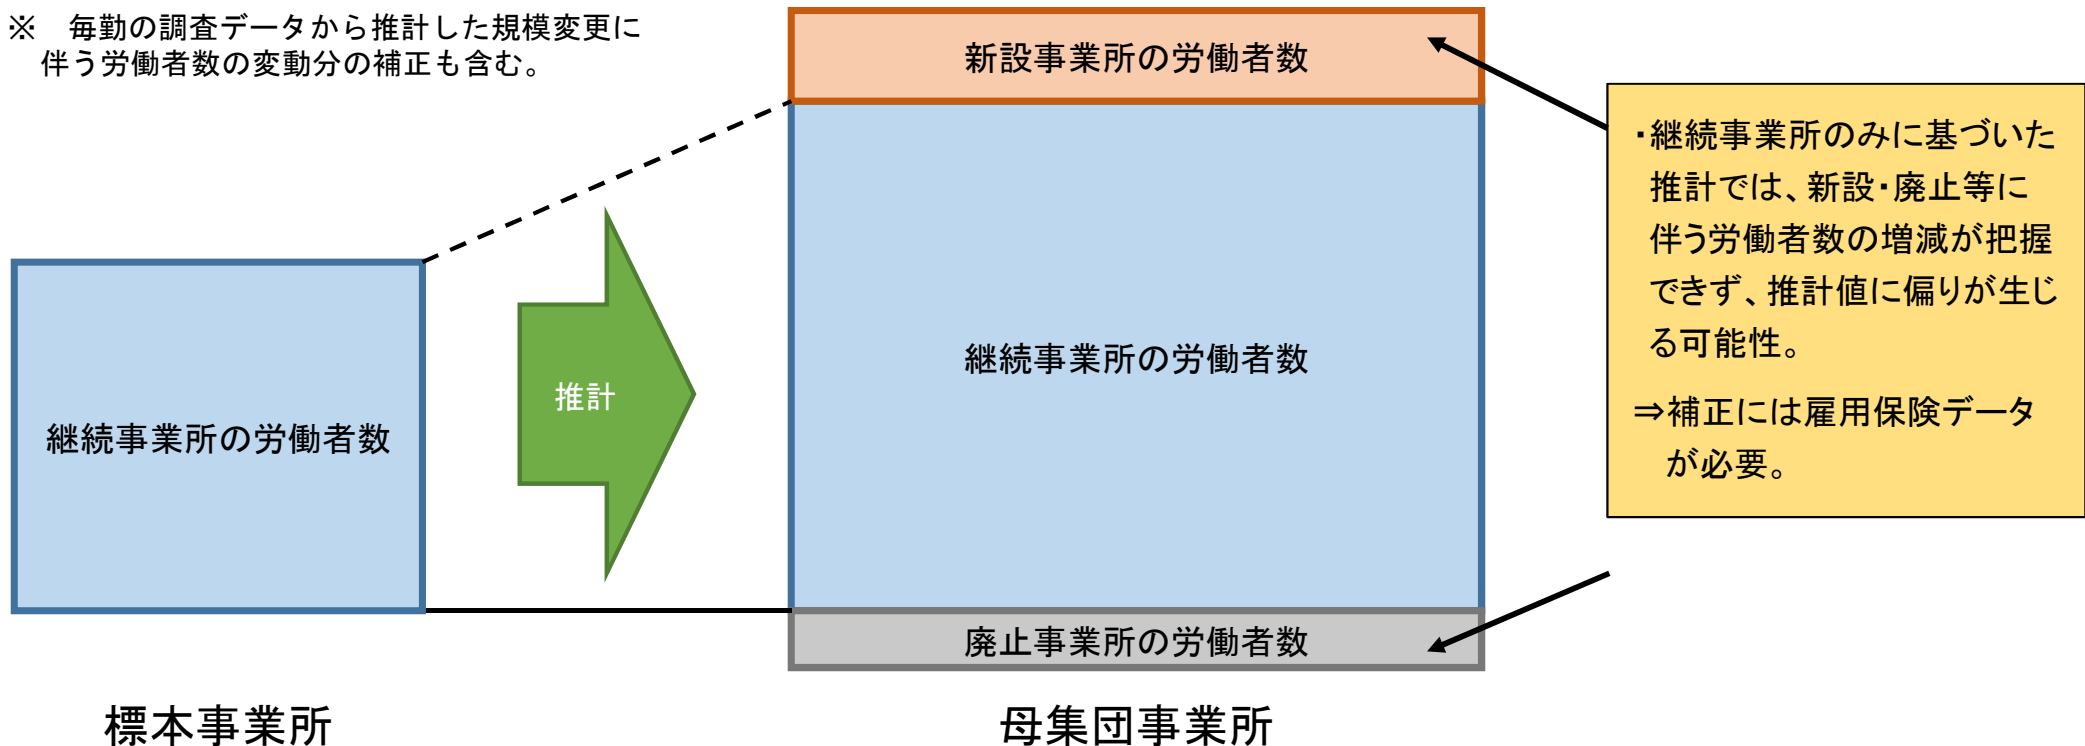 ※　毎勤の調査データから推計した規模変更に
伴う労働者数の変動分の補正も含む。
新設事業所の労働者数
・継続事業所のみに基づいた
推計では、新設・廃止等に
伴う労働者数の増減が把握
できず、推計値に偏りが生じ
る可能性。
⇒補正には雇用保険データ
が必要。
継続事業所の労働者数
推計
継続事業所の労働者数
廃止事業所の労働者数
標本事業所
母集団事業所